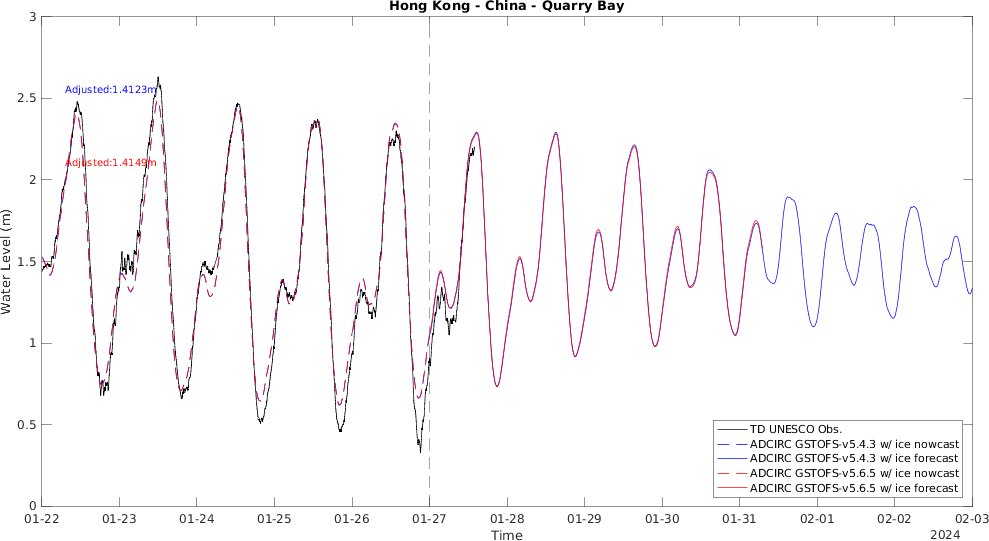 Hong Kong - China - Quarry Bay
Water Level (m)
3
2.5
2
1.5
1
0.5
0
Adjusted:1.4123m
Adjusted:1.4149m
TD UNESCO Obs.
ADCIRC GSTOFS-v5.4.3 w/ ice nowcast
ADCIRC GSTOFS-v5.4.3 w/ ice forecast
ADCIRC GSTOFS-v5.6.5 w/ ice nowcast
ADCIRC GSTOFS-v5.6.5 w/ ice forecast
01-22 01-23 01-24 01-25 01-26 01-27 01-28 01-29 01-30 01-31 02-01 02-02 02-03
Time
2024